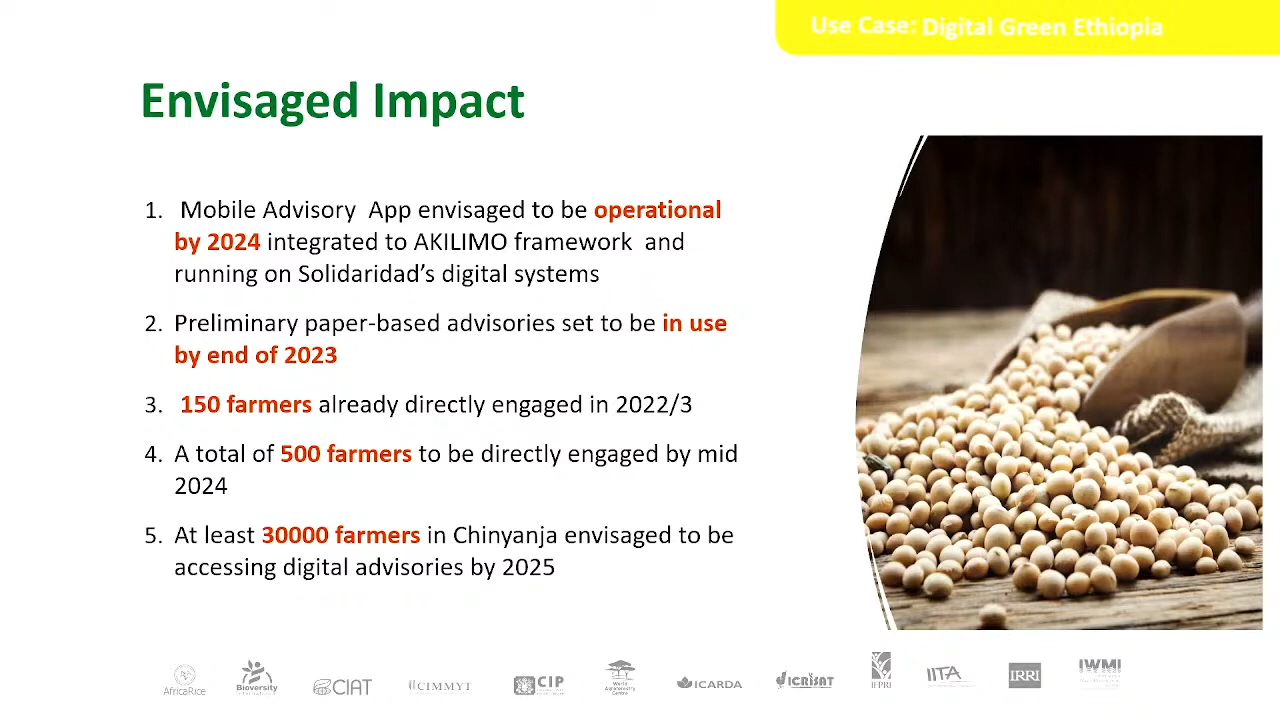 Use Case: Digital Green Ethiopia
Envisaged Impact
1. Mobile Advisory App envisaged to be operational
by 2024 integrated to AKILIMO framework and
running on Solidaridad’s digital systems
2. Preliminary paper-based advisories set to be in use
by end of 2023
3. 150 farmers already directly engaged in 2022/3
4. A total of 500 farmers to be directly engaged by mid
2024
5. At least 30000 farmers in Chinyanja envisaged to be
accessing digital advisories by 2025
AfricaRice
Bioversity
CIAT
CIMMYT
CIP
World
Agroforestry
Centre
ICARDA
ICRISAT
IFPRI
IITA
IRRI
IWMI